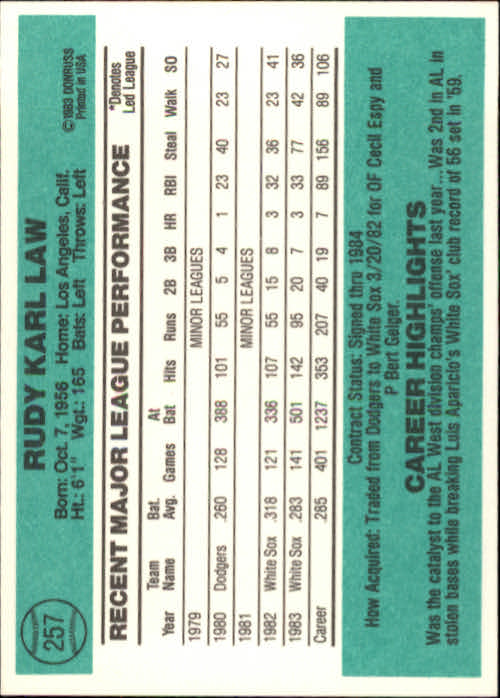 257
RUDY KARL LAW
©1983 DONRUSS
Printed in USA
Born: Oct. 7, 1956 Home: Los Angeles, Calif.
Ht.: 6'1" Wgt.: 165 Bats: Left Throws: Left
RECENT MAJOR LEAGUE PERFORMANCE
*Denotes
Led League
Team Bat. At
Year Name Avg. Games Bat Hits Runs 2B 3B HR RBI Steal Walk SO
1979 MINOR LEAGUES
1980 Dodgers .260 128 388 101 55 5 4 1 23 40 23 27
1981 MINOR LEAGUES
1982 White Sox .318 121 336 107 55 15 8 3 32 36 23 41
1983 White Sox .283 141 501 142 95 20 7 3 33 77 42 36
Career .285 401 1237 353 207 40 19 7 89 156 89 106
Contract Status: Signed thru 1984
How Acquired: Traded from Dodgers to White Sox 3/20/82 for OF Cecil Espy and
P Bert Geiger.
CAREER HIGHLIGHTS
Was the catalyst to the AL West division champs' offense last year...Was 2nd in AL in
stolen bases while breaking Luis Aparicio's White Sox' club record of 56 set in '59.